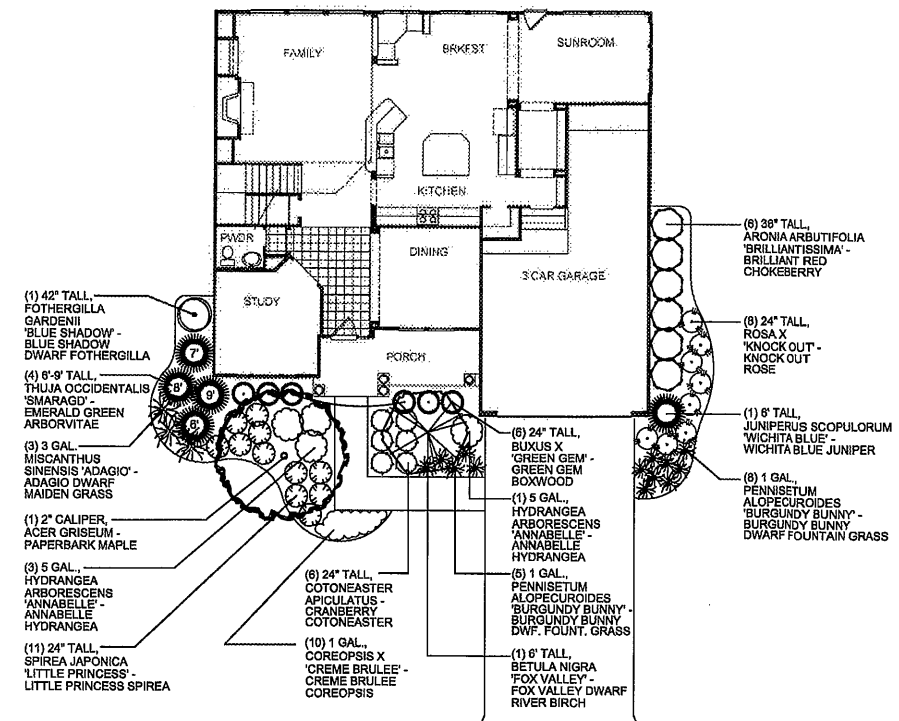 FAMILY
BRKFST
SUNROOM
KITCHEN
PWDR
DINING
STUDY
3 CAR GARAGE
PORCH
7'
8'
9'
8'
(1) 42" TALL,
FOTHERGILLA
GARDENII
'BLUE SHADOW' -
BLUE SHADOW
DWARF FOTHERGILLA
(4) 6'-9' TALL,
THUJA OCCIDENTALIS
'SMARAGD' -
EMERALD GREEN
ARBORVITAE
(3) 3 GAL.
MISCANTHUS
SINENSIS 'ADAGIO' -
ADAGIO DWARF
MAIDEN GRASS
(1) 2" CALIPER,
ACER GRISEUM -
PAPERBARK MAPLE
(3) 5 GAL.,
HYDRANGEA
ARBORESCENS
'ANNABELLE' -
ANNABELLE
HYDRANGEA
(11) 24" TALL,
SPIREA JAPONICA
'LITTLE PRINCESS' -
LITTLE PRINCESS SPIREA
(6) 24" TALL,
COTONEASTER
APICULATUS -
CRANBERRY
COTONEASTER
(10) 1 GAL.,
COREOPSIS X
'CREME BRULEE' -
CREME BRULEE
COREOPSIS
(6) 24" TALL,
BUXUS X
'GREEN GEM' -
GREEN GEM
BOXWOOD
(1) 5 GAL.,
HYDRANGEA
ARBORESCENS
'ANNABELLE' -
ANNABELLE
HYDRANGEA
(5) 1 GAL.,
PENNISETUM
ALOPECUROIDES
'BURGUNDY BUNNY' -
BURGUNDY BUNNY
DWF. FOUNT. GRASS
(1) 6' TALL,
BETULA NIGRA
'FOX VALLEY' -
FOX VALLEY DWARF
RIVER BIRCH
(6) 36" TALL,
ARONIA ARBUTIFOLIA
'BRILLIANTISSIMA' -
BRILLIANT RED
CHOKEBERRY
(8) 24" TALL,
ROSA X
'KNOCK OUT' -
KNOCK OUT
ROSE
(1) 6' TALL,
JUNIPERUS SCOPULORUM
'WICHITA BLUE' -
WICHITA BLUE JUNIPER
(8) 1 GAL.,
PENNISETUM
ALOPECUROIDES
'BURGUNDY BUNNY' -
BURGUNDY BUNNY
DWARF FOUNTAIN GRASS